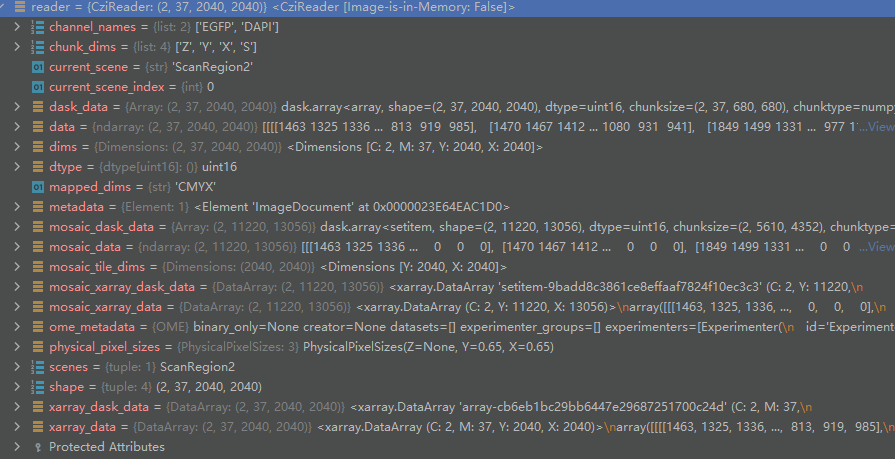 reader = {CziReader: (2, 37, 2040, 2040)} <CziReader [Image-is-in-Memory: False]>
channel_names = {list: 2} ['EGFP', 'DAPI']
chunk_dims = {list: 4} ['Z', 'Y', 'X', 'S']
current_scene = {str} 'ScanRegion2'
current_scene_index = {int} 0
dask_data = {Array: (2, 37, 2040, 2040)} dask.array<array, shape=(2, 37, 2040, 2040), dtype=uint16, chunksize=(2, 37, 680, 680), chunktype=numpy
data = {ndarray: (2, 37, 2040, 2040)} [[[[1463 1325 1336 ... 813 919 985], [1470 1467 1412 ... 1080 931 941], [1849 1499 1331 ... 977 1 ...View
dims = {Dimensions: (2, 37, 2040, 2040)} <Dimensions [C: 2, M: 37, Y: 2040, X: 2040]>
dtype = {dtype[uint16]: ()} uint16
mapped_dims = {str} 'CMYX'
metadata = {Element: 1} <Element 'ImageDocument' at 0x0000023E64EAC1D0>
mosaic_dask_data = {Array: (2, 11220, 13056)} dask.array<setitem, shape=(2, 11220, 13056), dtype=uint16, chunksize=(2, 5610, 4352), chunktype=
mosaic_data = {ndarray: (2, 11220, 13056)} [[[1463 1325 1336 ... 0 0 0], [1470 1467 1412 ... 0 0 0], [1849 1499 1331 ... 0 0 ...View
mosaic_tile_dims = {Dimensions: (2040, 2040)} <Dimensions [Y: 2040, X: 2040]>
mosaic_xarray_dask_data = {DataArray: (2, 11220, 13056)} <xarray.DataArray 'setitem-9badd8c3861ce8effaaf7824f10ec3c3' (C: 2, Y: 11220,\n
mosaic_xarray_data = {DataArray: (2, 11220, 13056)} <xarray.DataArray (C: 2, Y: 11220, X: 13056)>\narray([[[1463, 1325, 1336, ..., 0, 0, 0],\n
ome_metadata = {OME} binary_only=None creator=None datasets=[] experimenter_groups=[] experimenters=[Experimenter(\n id='Experimente
physical_pixel_sizes = {PhysicalPixelSizes: 3} PhysicalPixelSizes(Z=None, Y=0.65, X=0.65)
scenes = {tuple: 1} ScanRegion2
shape = {tuple: 4} (2, 37, 2040, 2040)
xarray_dask_data = {DataArray: (2, 37, 2040, 2040)} <xarray.DataArray 'array-cb6eb1bc29bb6447e29687251700c24d' (C: 2, M: 37,\n
xarray_data = {DataArray: (2, 37, 2040, 2040)} <xarray.DataArray (C: 2, M: 37, Y: 2040, X: 2040)>\narray([[[[1463, 1325, 1336, ..., 813, 919, 985],\n
Protected Attributes